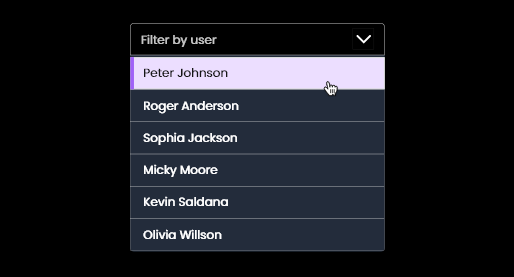 Filter by user
Peter Johnson
Roger Anderson
Sophia Jackson
Micky Moore
Kevin Saldana
Olivia Willson